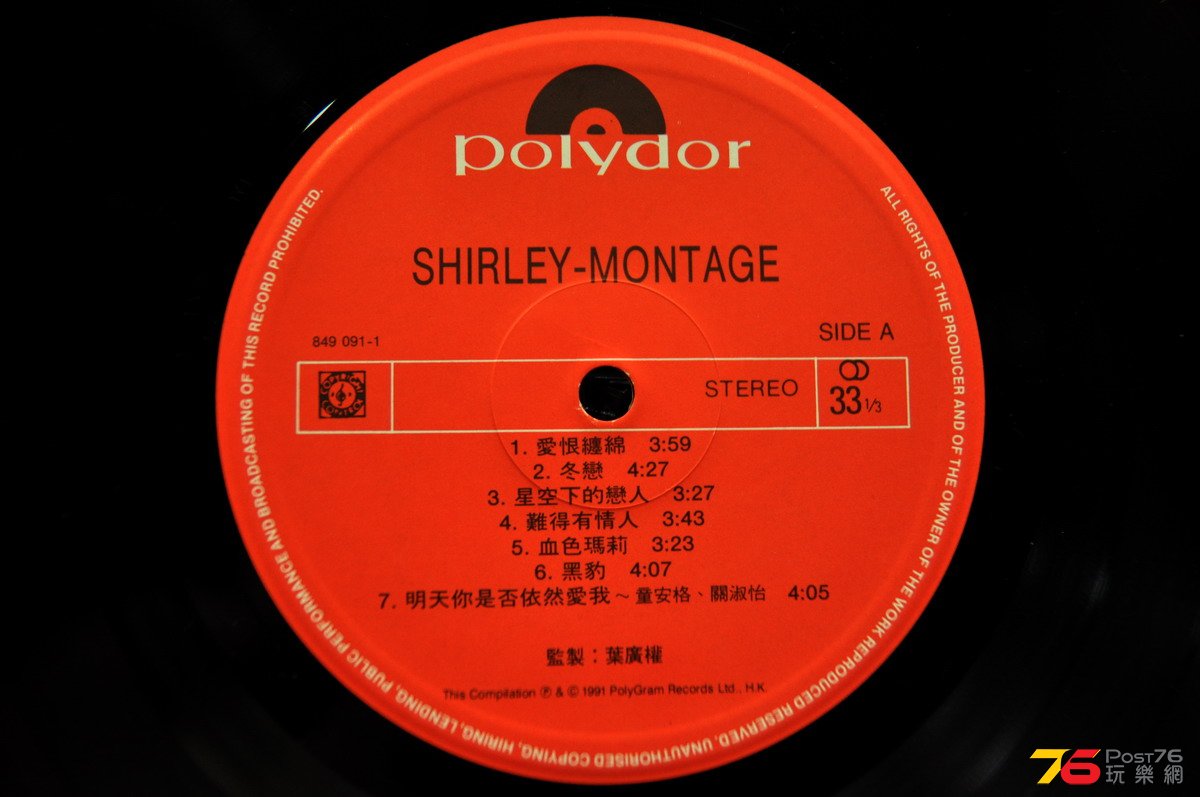 polydor
SHIRLEY-MONTAGE
849 091-1
SIDE A
STEREO
33 1/3
1. 愛恨纏綿 3:59
2. 冬戀 4:27
3. 星空下的戀人 3:27
4. 難得有情人 3:43
5. 血色瑪莉 3:23
6. 黑豹 4:07
7. 明天你是否依然愛我～童安格、關淑怡 4:05
監製：葉廣權
This Compilation ℗ & © 1991 PolyGram Records Ltd., H.K.
ALL RIGHTS OF THE PRODUCER AND OF THE OWNER OF THE WORK REPRODUCED RESERVED. UNAUTHORISED COPYING, HIRING, LENDING, PUBLIC PERFORMANCE AND BROADCASTING OF THIS RECORD PROHIBITED.
76 POST76
玩樂網